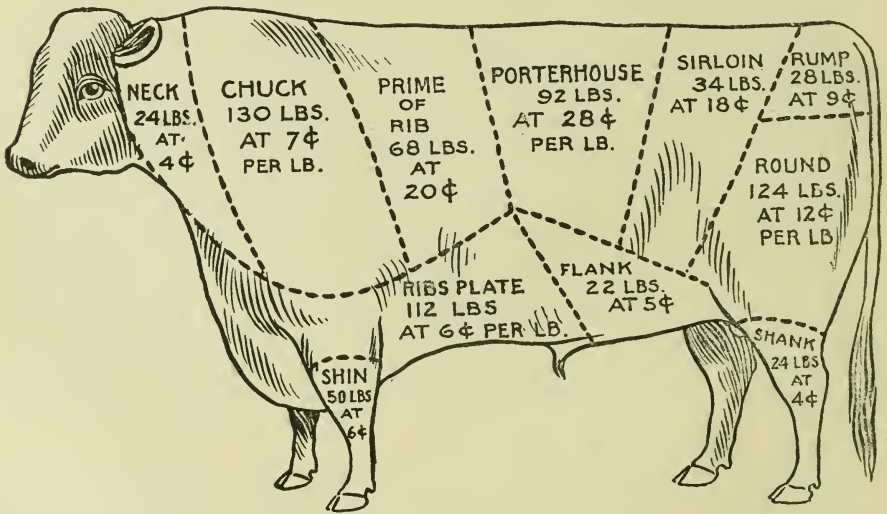 NECK
24 LBS.
AT
4¢
CHUCK
130 LBS.
AT 7¢
PER LB.
PRIME
OF
RIB
68 LBS.
AT
20¢
PORTERHOUSE
92 LBS.
AT 28¢
PER LB.
SIRLOIN
34 LBS.
AT 18¢
RUMP
28 LBS.
AT 9¢
ROUND
124 LBS.
AT 12¢
PER LB
RIBS PLATE
112 LBS
AT 6¢ PER LB.
FLANK
22 LBS.
AT 5¢
SHIN
50 LBS
AT
6¢
SHANK
24 LBS
AT
4¢